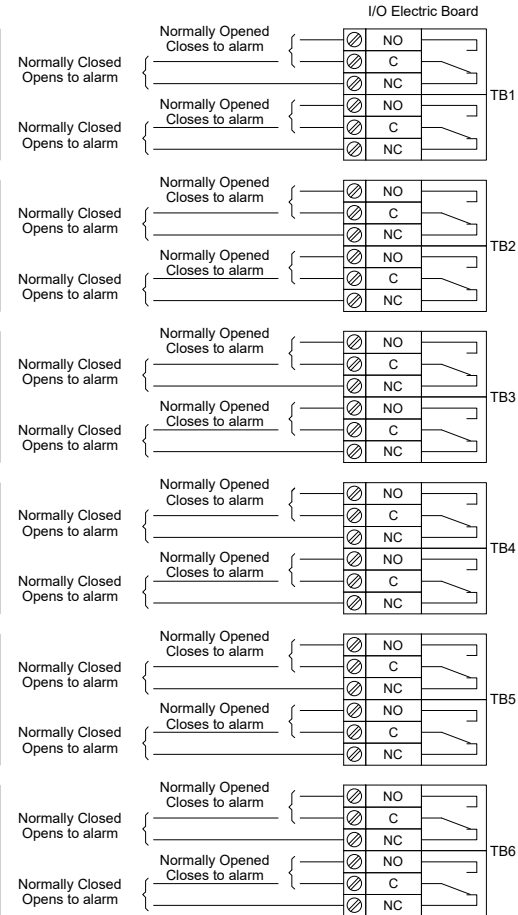 I/O Electric Board
Normally Opened
Closes to alarm
NO
Normally Closed
Opens to alarm
C
NC
TB1
Normally Opened
Closes to alarm
NO
Normally Closed
Opens to alarm
C
NC
Normally Opened
Closes to alarm
NO
Normally Closed
Opens to alarm
C
NC
TB2
Normally Opened
Closes to alarm
NO
Normally Closed
Opens to alarm
C
NC
Normally Opened
Closes to alarm
NO
Normally Closed
Opens to alarm
C
NC
TB3
Normally Opened
Closes to alarm
NO
Normally Closed
Opens to alarm
C
NC
Normally Opened
Closes to alarm
NO
Normally Closed
Opens to alarm
C
NC
TB4
Normally Opened
Closes to alarm
NO
Normally Closed
Opens to alarm
C
NC
Normally Opened
Closes to alarm
NO
Normally Closed
Opens to alarm
C
NC
TB5
Normally Opened
Closes to alarm
NO
Normally Closed
Opens to alarm
C
NC
Normally Opened
Closes to alarm
NO
Normally Closed
Opens to alarm
C
NC
TB6
Normally Opened
Closes to alarm
NO
Normally Closed
Opens to alarm
C
NC